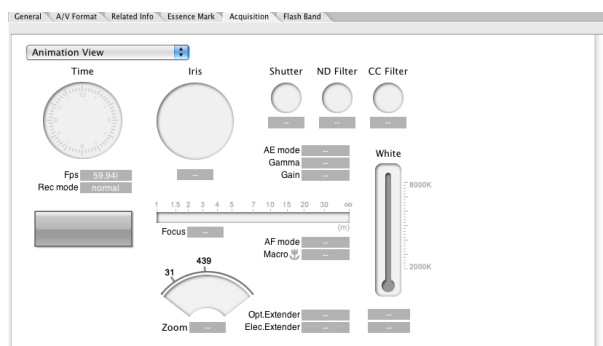 General A/V Format Related Info Essence Mark Acquisition Flash Band
Animation View
Time Iris Shutter ND Filter CC Filter
12
-- -- --
AE mode --
Gamma --
Gain --
White
Fps 59.94i
Rec mode normal
--
8000K
1 1.5 2 3 4 5 7 10 15 20 30 ∞
(m)
Focus --
AF mode --
Macro --
2000K
31 439
Zoom --
Opt.Extender -- --
Elec.Extender -- --